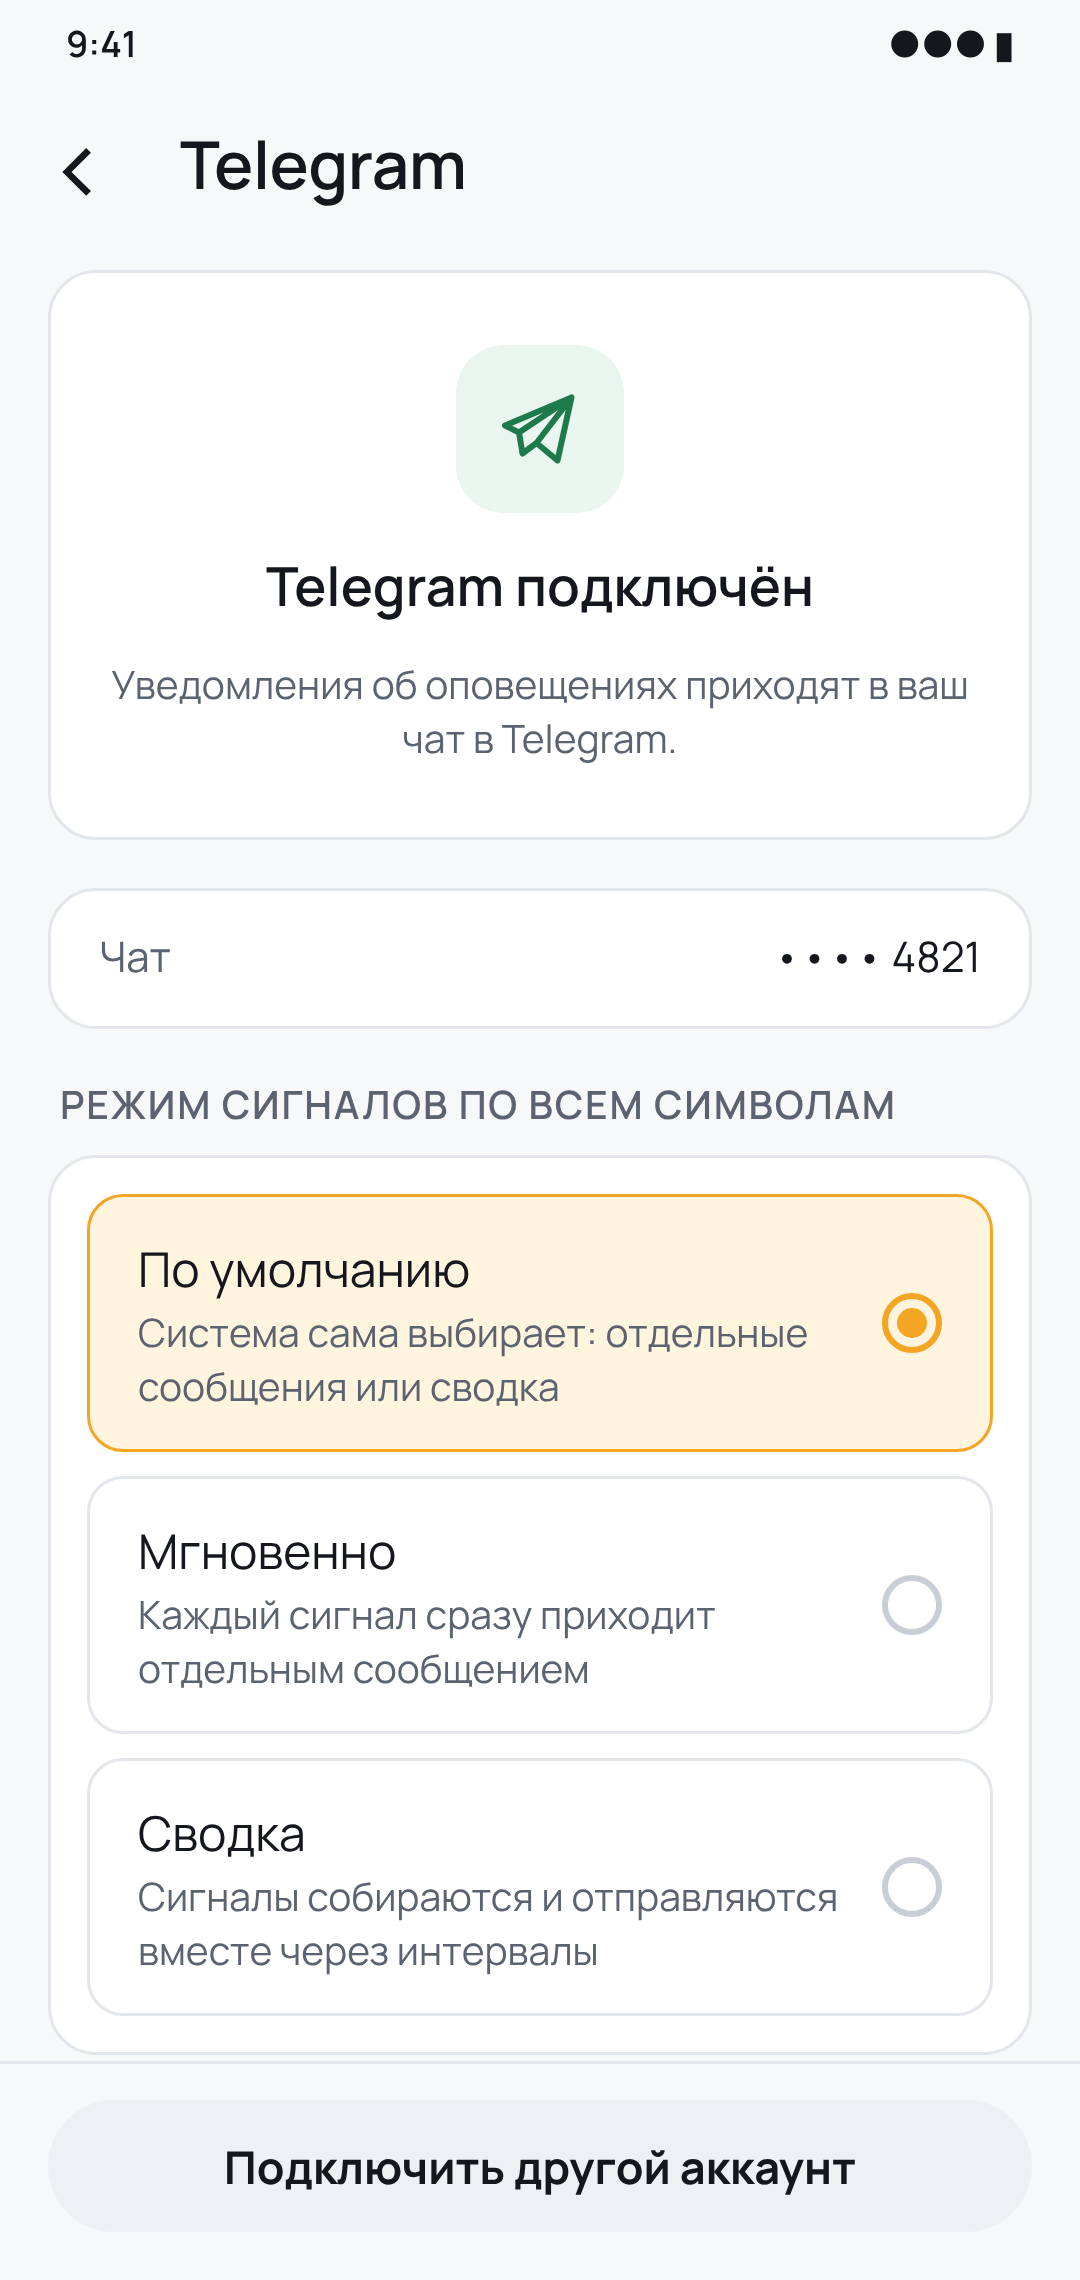 9:41
Telegram
Telegram подключён
Уведомления об оповещениях приходят в ваш
чат в Telegram.
Чат
•••• 4821
РЕЖИМ СИГНАЛОВ ПО ВСЕМ СИМВОЛАМ
По умолчанию
Система сама выбирает: отдельные
сообщения или сводка
Мгновенно
Каждый сигнал сразу приходит
отдельным сообщением
Сводка
Сигналы собираются и отправляются
вместе через интервалы
Подключить другой аккаунт